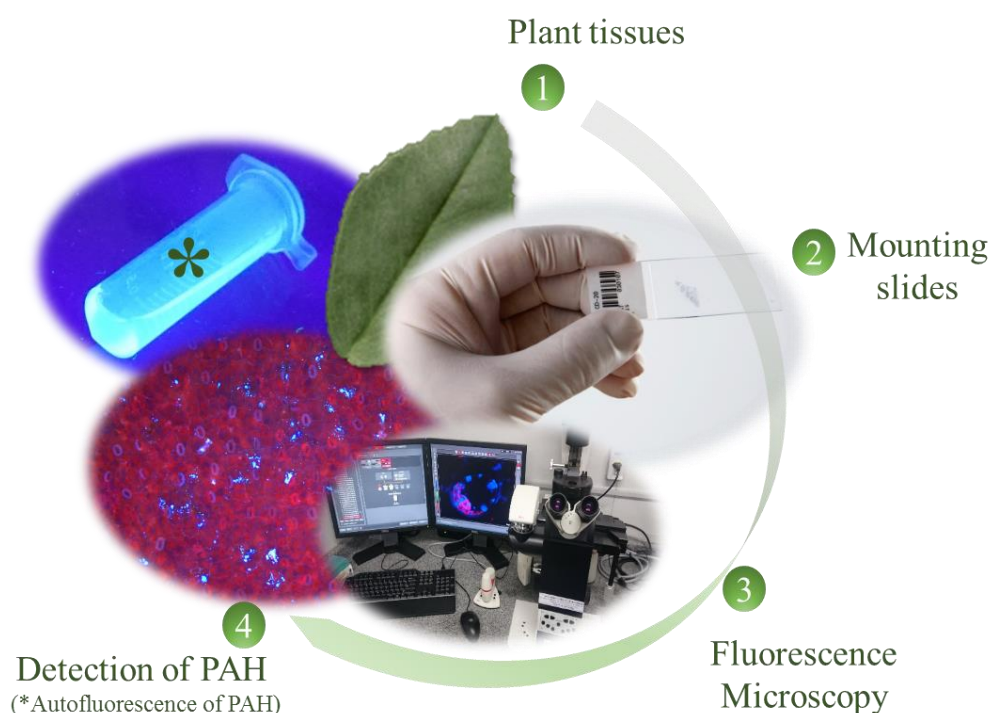 Plant tissues
1
2
Mounting
slides
3
Fluorescence
Microscopy
4
Detection of PAH
(*Autofluorescence of PAH)
*